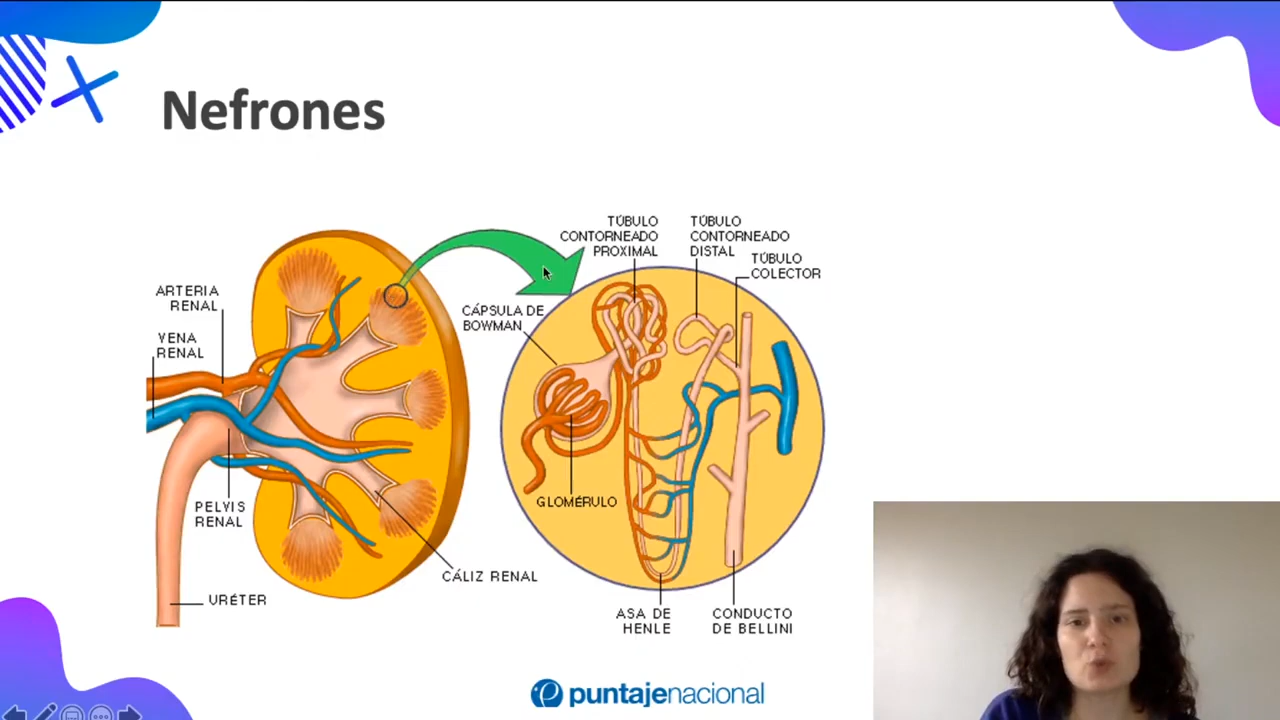 Nefrones
TÚBULO
CONTORNEADO
PROXIMAL
TÚBULO
CONTORNEADO
DISTAL
TÚBULO
COLECTOR
ARTERIA
RENAL
VENA
RENAL
CÁPSULA DE
BOWMAN
GLOMÉRULO
PELVIS
RENAL
CÁLIZ RENAL
URÉTER
ASA DE
HENLE
CONDUCTO
DE BELLINI
puntajenacional